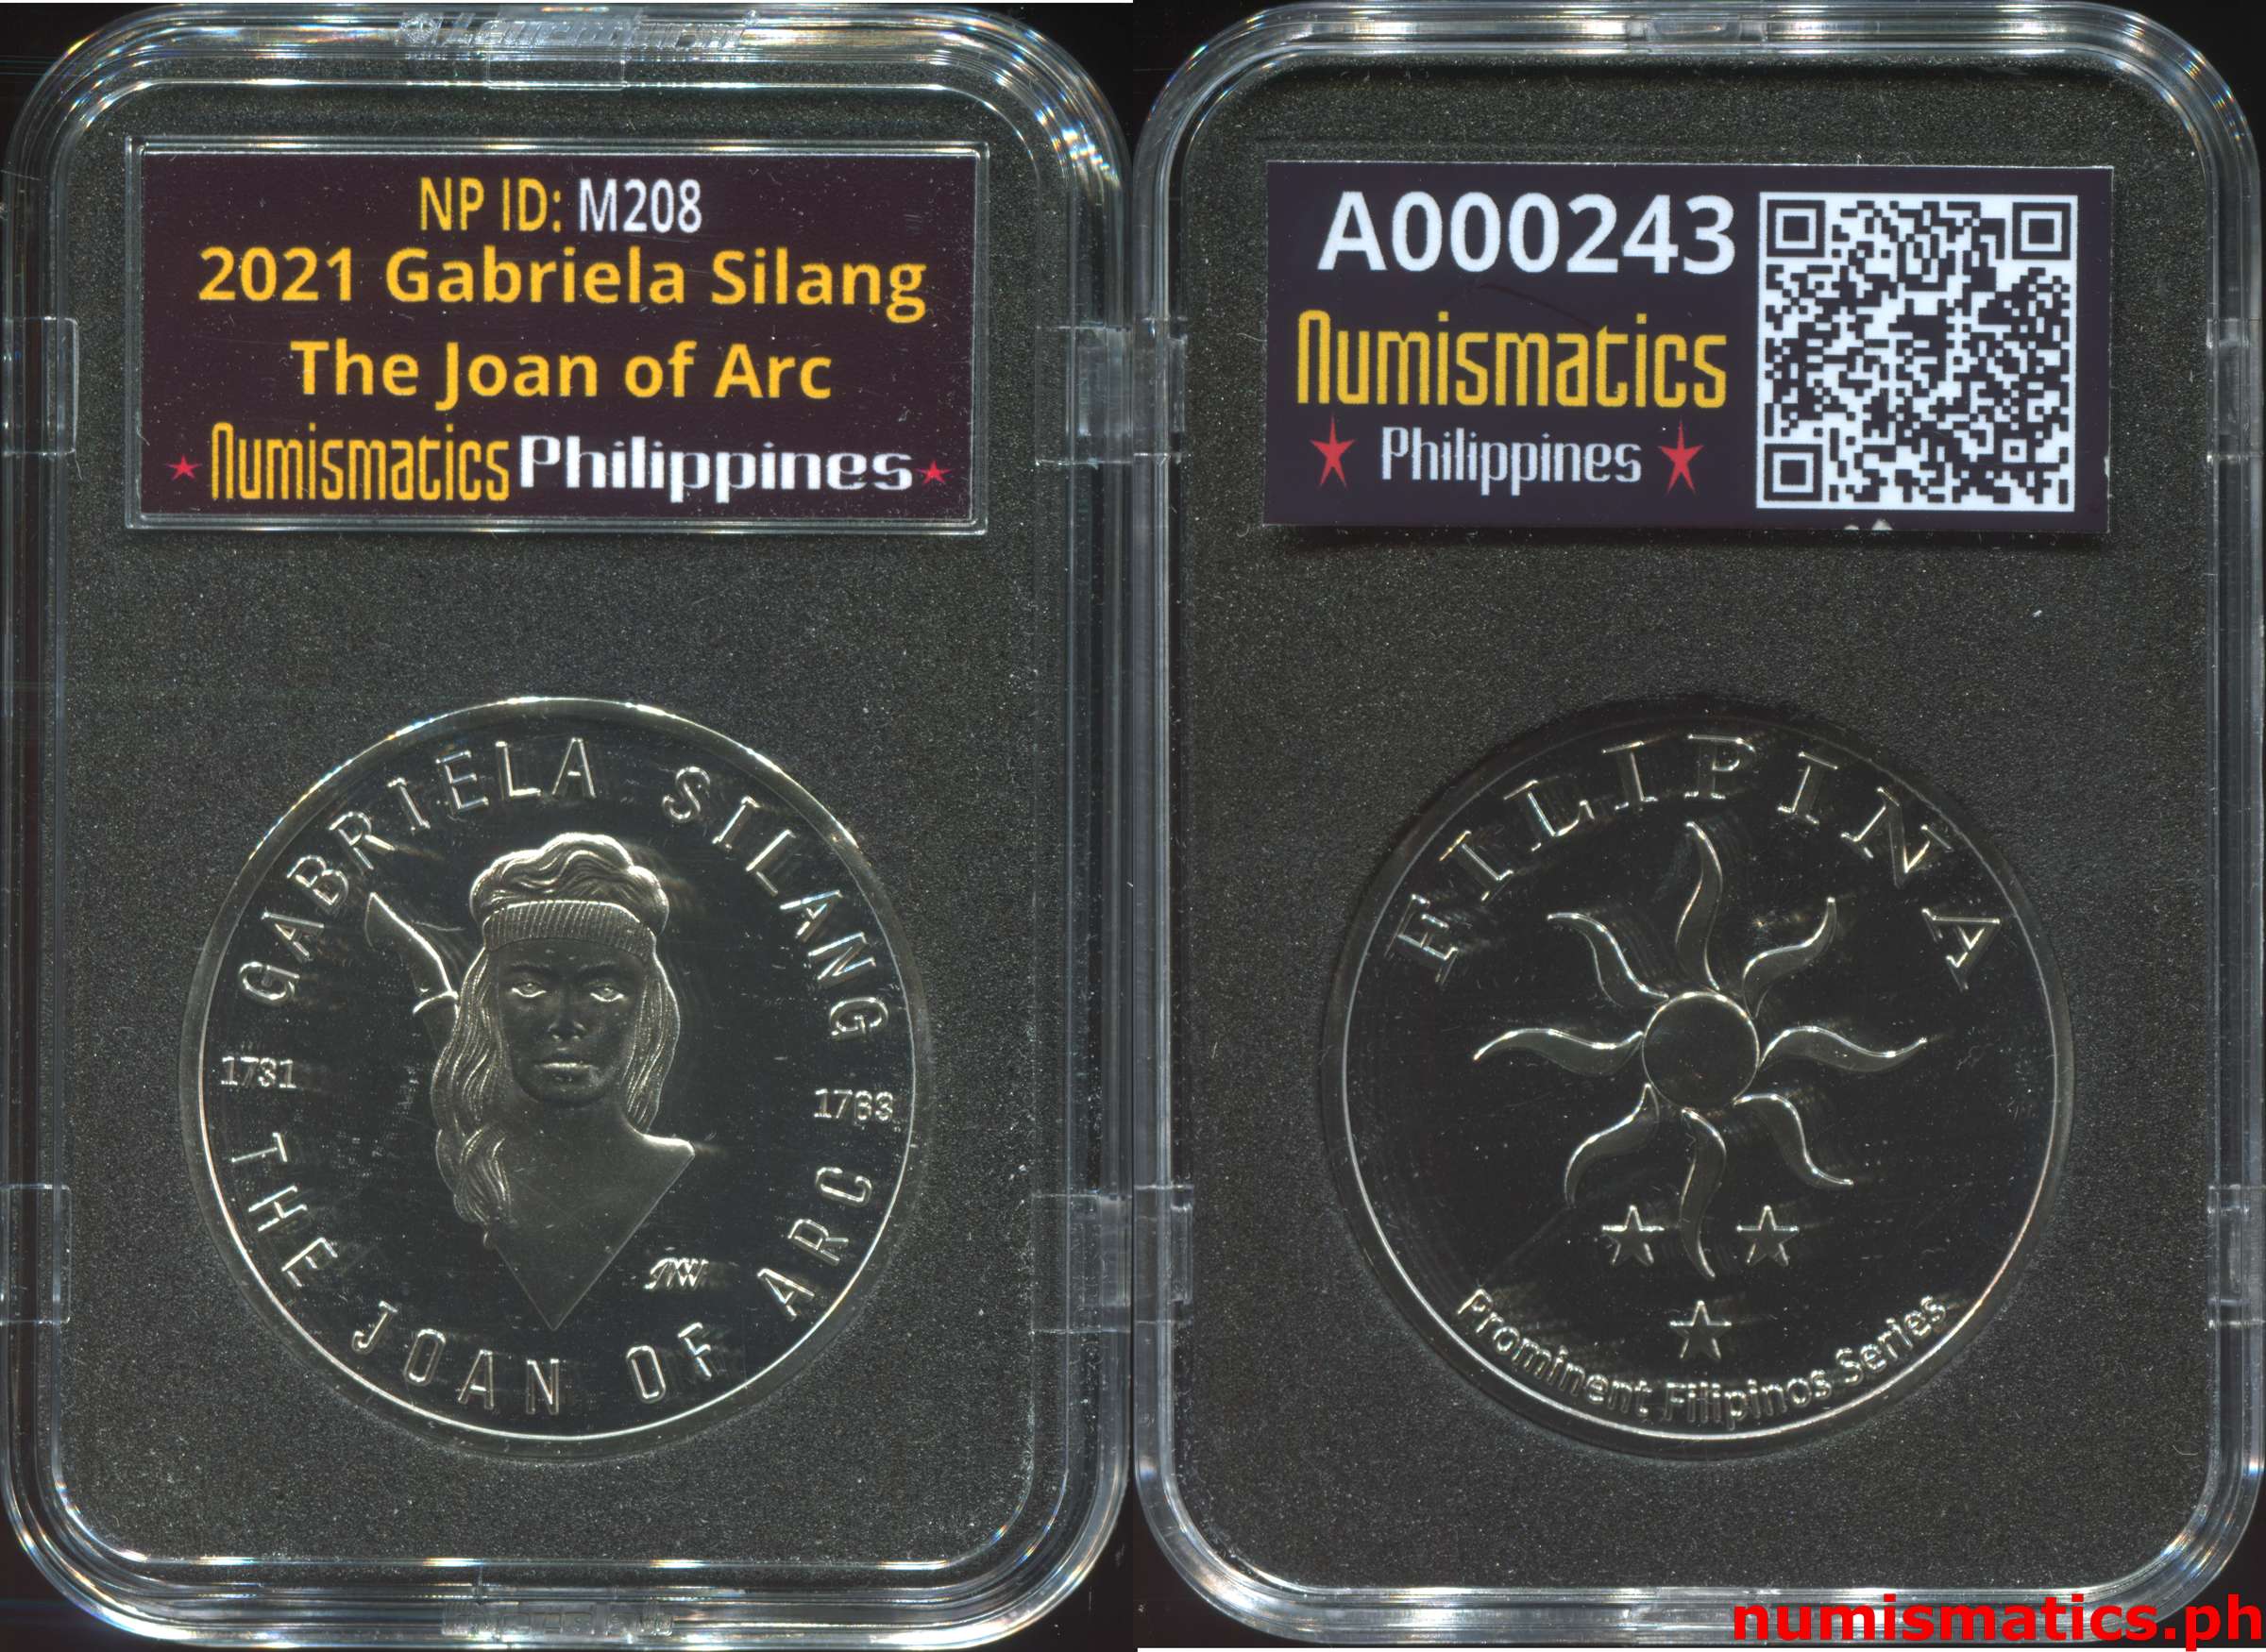 NP ID: M208
2021 Gabriela Silang
The Joan of Arc
Numismatics Philippines
GABRIELA SILANG
1731
1763
THE JOAN OF ARC
A000243
Numismatics
Philippines
FILIPINA
Prominent Filipinos Series
numismatics.ph